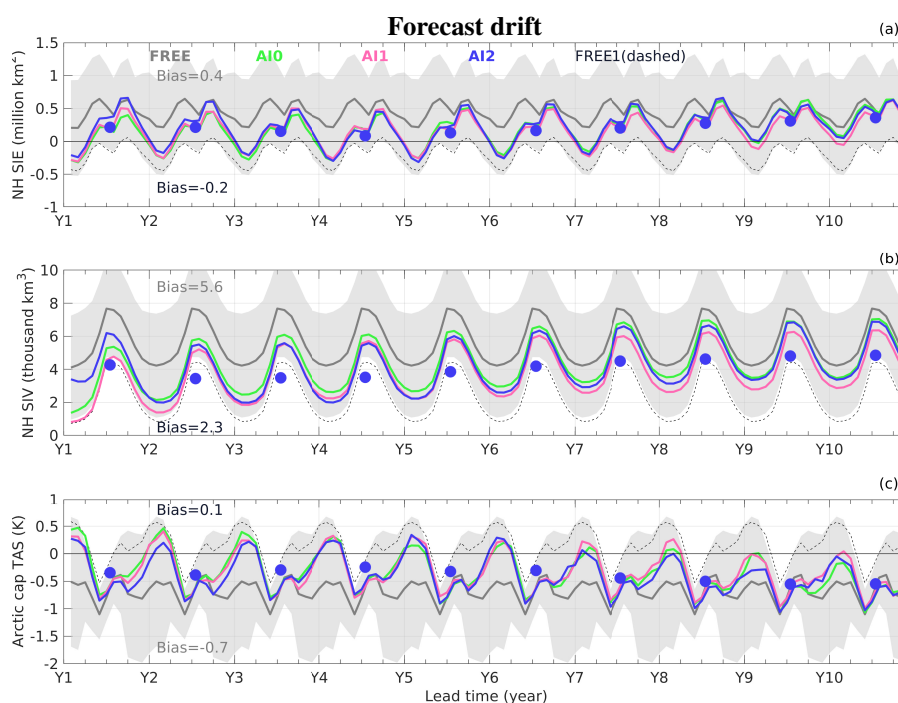 Forecast drift
(a)
FREE AI0 AI1 AI2 FREE1(dashed)
Bias=0.4
Bias=-0.2
NH SIE (million km²)
1.5
1
0.5
0
-0.5
-1
Y1 Y2 Y3 Y4 Y5 Y6 Y7 Y8 Y9 Y10
(b)
Bias=5.6
Bias=2.3
NH SIV (thousand km³)
10
8
6
4
2
0
Y1 Y2 Y3 Y4 Y5 Y6 Y7 Y8 Y9 Y10
(c)
Bias=0.1
Bias=-0.7
Arctic cap TAS (K)
1
0.5
0
-0.5
-1
-1.5
-2
Y1 Y2 Y3 Y4 Y5 Y6 Y7 Y8 Y9 Y10
Lead time (year)